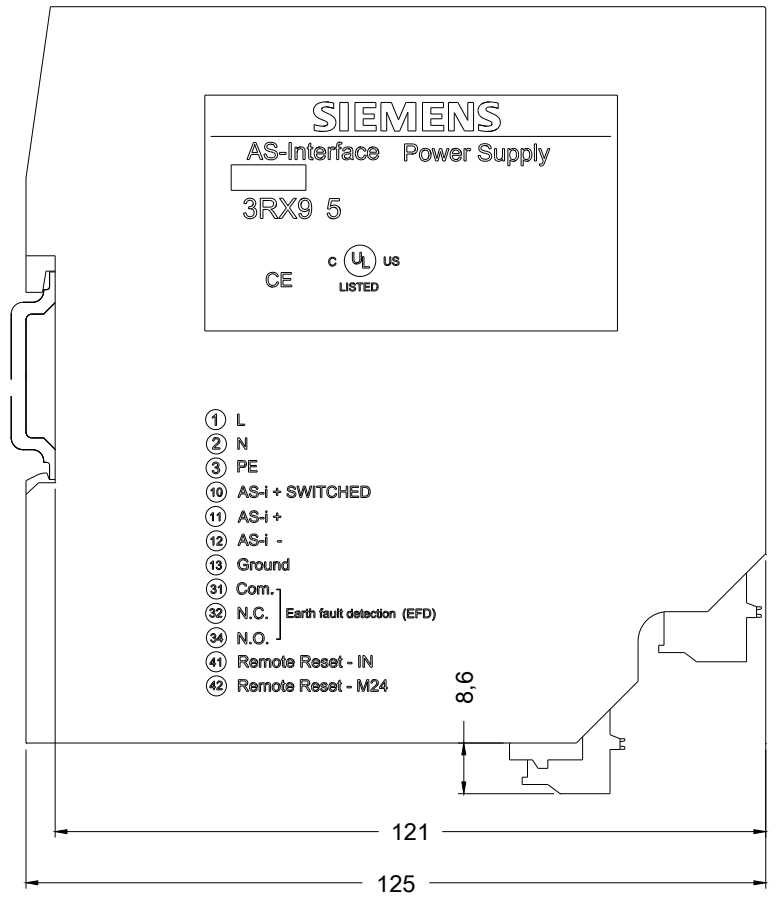 SIEMENS
AS-Interface Power Supply
3RX9 5
C UL US
LISTED
CE
1 L
2 N
3 PE
10 AS-i + SWITCHED
11 AS-i +
12 AS-i -
13 Ground
31 Com.
32 N.C. Earth fault detection (EFD)
34 N.O.
41 Remote Reset - IN
42 Remote Reset - M24
8,6
121
125